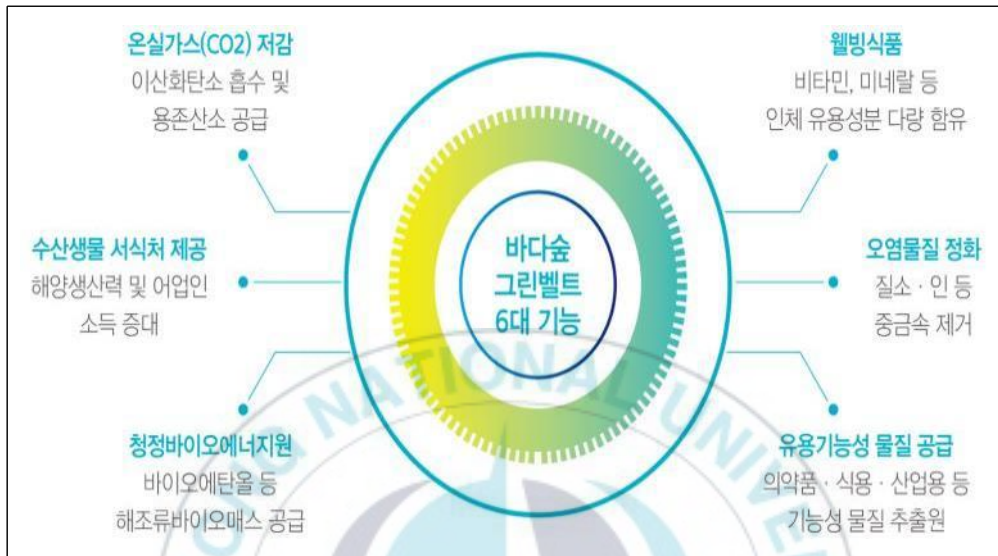 온실가스(CO2) 저감
이산화탄소 흡수 및
용존산소 공급
웰빙식품
비타민, 미네랄 등
인체 유용성분 다량 함유
수산생물 서식처 제공
해양생산력 및 어업인
소득 증대
바다숲
그린벨트
6대 기능
오염물질 정화
질소 · 인 등
중금속 제거
청정바이오에너지원
바이오에탄올 등
해조류바이오매스 공급
유용기능성 물질 공급
의약품 · 식용 · 산업용 등
기능성 물질 추출원
NATIONAL